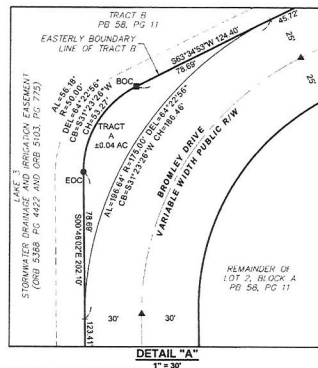 TRACT B
PB 58, PG 11
EASTERLY BOUNDARY
LINE OF TRACT B
S63°34'53"W 124.40'
78.69'
45.72'
25'
25'
BOC
AL=56.18'
R=50.00'
DEL=64°22'56"
CB=S31°23'26"W
CH=53.27'
TRACT
A
±0.04 AC
EOC
AL=196.64' R=175.00' DEL=64°22'56"
CB=S31°23'26"W CH=186.46'
BROMLEY DRIVE
VARIABLE WIDTH PUBLIC R/W
LAKE 3
STORMWATER DRAINAGE AND IRRIGATION EASEMENT
(ORB 5368 PG 4422 AND ORB 5103, PG 775)
78.69'
S00°48'02"E 202.10'
123.41'
30'
30'
REMAINDER OF
LOT 2, BLOCK A
PB 58, PG 11
DETAIL "A"
1" = 30'